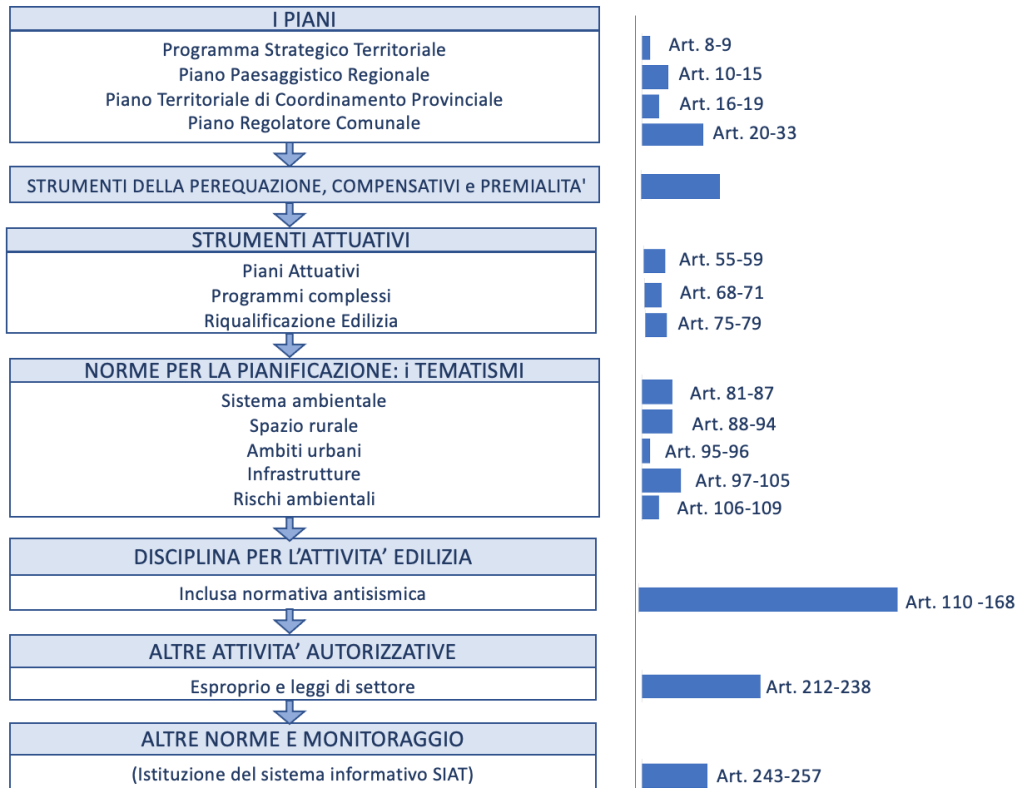 I PIANI
Programma Strategico Territoriale
Art. 8-9
Piano Paesaggistico Regionale
Art. 10-15
Piano Territoriale di Coordinamento Provinciale
Art. 16-19
Piano Regolatore Comunale
Art. 20-33
STRUMENTI DELLA PEREQUAZIONE, COMPENSATIVI e PREMIALITA'
STRUMENTI ATTUATIVI
Piani Attuativi
Art. 55-59
Programmi complessi
Art. 68-71
Riqualificazione Edilizia
Art. 75-79
NORME PER LA PIANIFICAZIONE: i TEMATISMI
Sistema ambientale
Art. 81-87
Spazio rurale
Art. 88-94
Ambiti urbani
Art. 95-96
Infrastrutture
Art. 97-105
Rischi ambientali
Art. 106-109
DISCIPLINA PER L’ATTIVITA’ EDILIZIA
Inclusa normativa antisismica
Art. 110 -168
ALTRE ATTIVITA’ AUTORIZZATIVE
Esproprio e leggi di settore
Art. 212-238
ALTRE NORME E MONITORAGGIO
(Istituzione del sistema informativo SIAT)
Art. 243-257